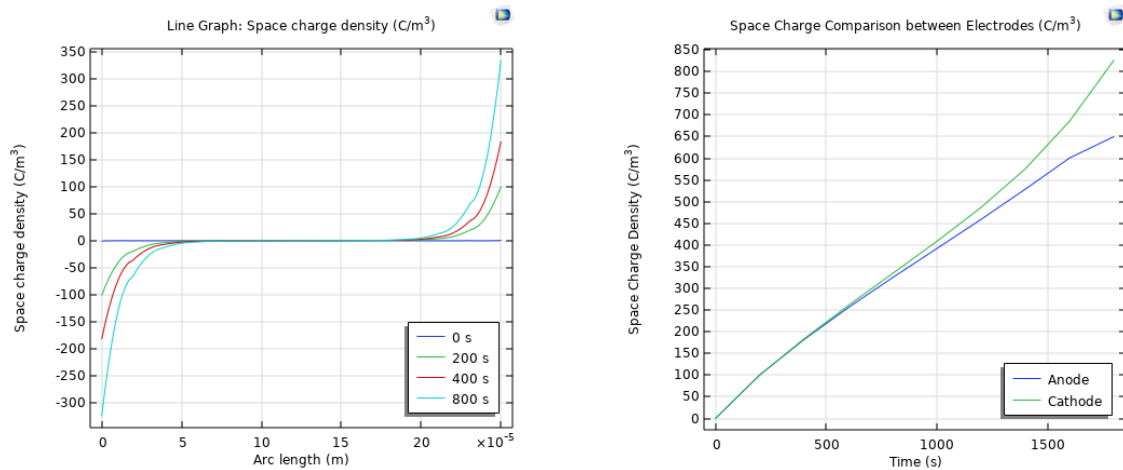 Line Graph: Space charge density (C/m³)
Space charge density (C/m³)
350
300
250
200
150
100
50
0
-50
-100
-150
-200
-250
-300
0 s
200 s
400 s
800 s
0 5 10 15 20 ×10⁻⁵
Arc length (m)
Space Charge Comparison between Electrodes (C/m³)
Space Charge Density (C/m³)
850
800
750
700
650
600
550
500
450
400
350
300
250
200
150
100
50
0
Anode
Cathode
0 500 1000 1500
Time (s)